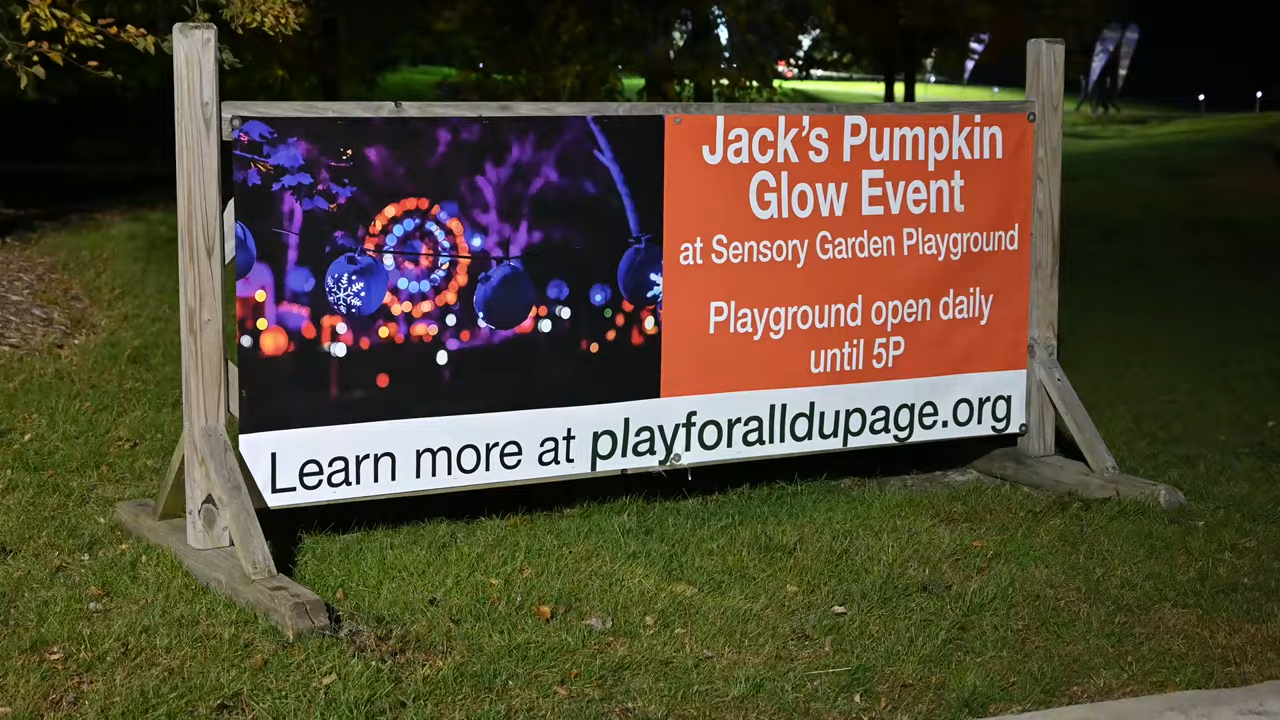 Jack's Pumpkin
Glow Event
at Sensory Garden Playground
Playground open daily
until 5P
Learn more at playforalldupage.org